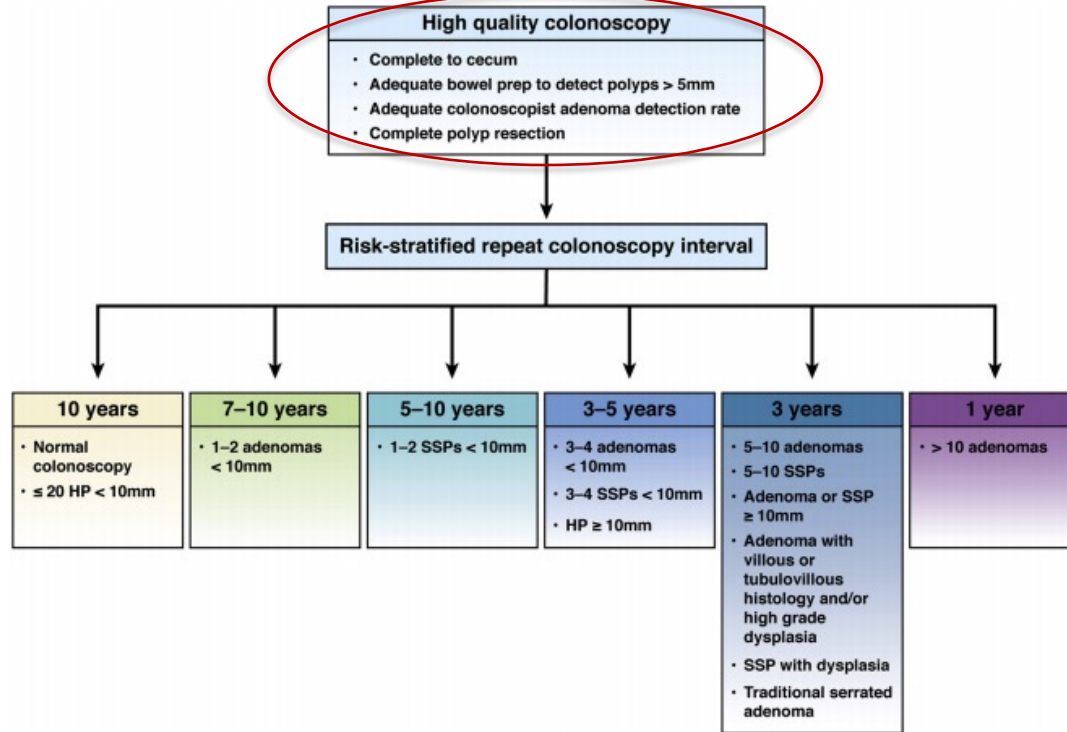 High quality colonoscopy
• Complete to cecum
• Adequate bowel prep to detect polyps > 5mm
• Adequate colonoscopist adenoma detection rate
• Complete polyp resection
Risk-stratified repeat colonoscopy interval
10 years
• Normal
colonoscopy
• ≤ 20 HP < 10mm
7–10 years
• 1–2 adenomas
< 10mm
5–10 years
• 1–2 SSPs < 10mm
3–5 years
• 3–4 adenomas
< 10mm
• 3–4 SSPs < 10mm
• HP ≥ 10mm
3 years
• 5–10 adenomas
• 5–10 SSPs
• Adenoma or SSP
≥ 10mm
• Adenoma with
villous or
tubulovillous
histology and/or
high grade
dysplasia
• SSP with dysplasia
• Traditional serrated
adenoma
1 year
• > 10 adenomas